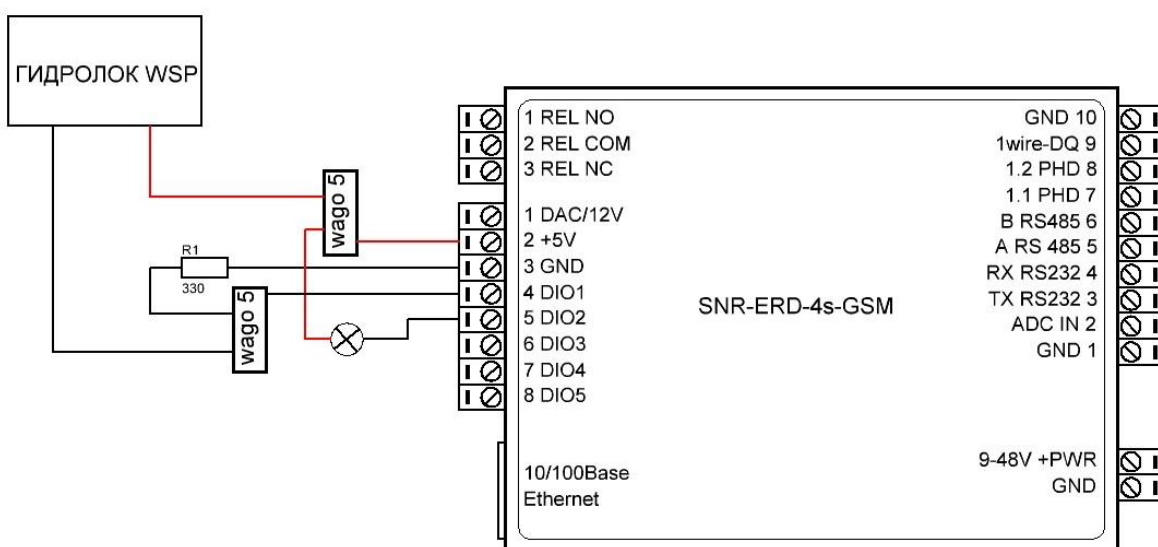 ГИДРОЛОК WSP
1 REL NO
2 REL COM
3 REL NC
1 DAC/12V
2 +5V
3 GND
4 DIO1
5 DIO2
6 DIO3
7 DIO4
8 DIO5
10/100Base
Ethernet
wago 5
R1
330
wago 5
SNR-ERD-4s-GSM
GND 10
1wire-DQ 9
1.2 PHD 8
1.1 PHD 7
B RS485 6
A RS 485 5
RX RS232 4
TX RS232 3
ADC IN 2
GND 1
9-48V +PWR
GND